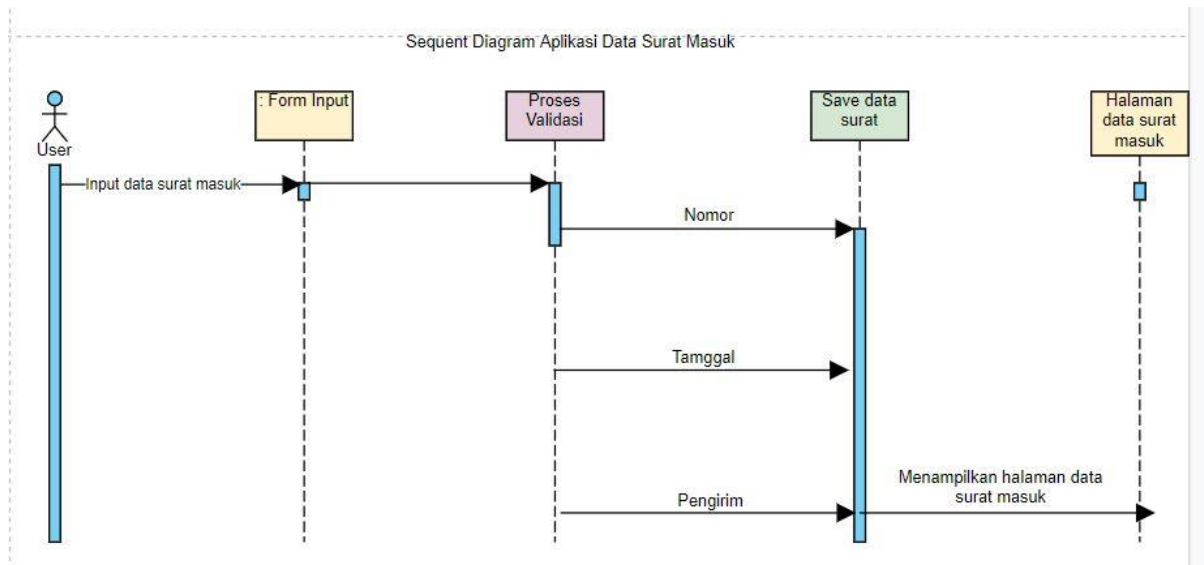 Sequent Diagram Aplikasi Data Surat Masuk
User
: Form Input
Proses
Validasi
Save data
surat
Halaman
data surat
masuk
Input data surat masuk
Nomor
Tamggal
Pengirim
Menampilkan halaman data
surat masuk